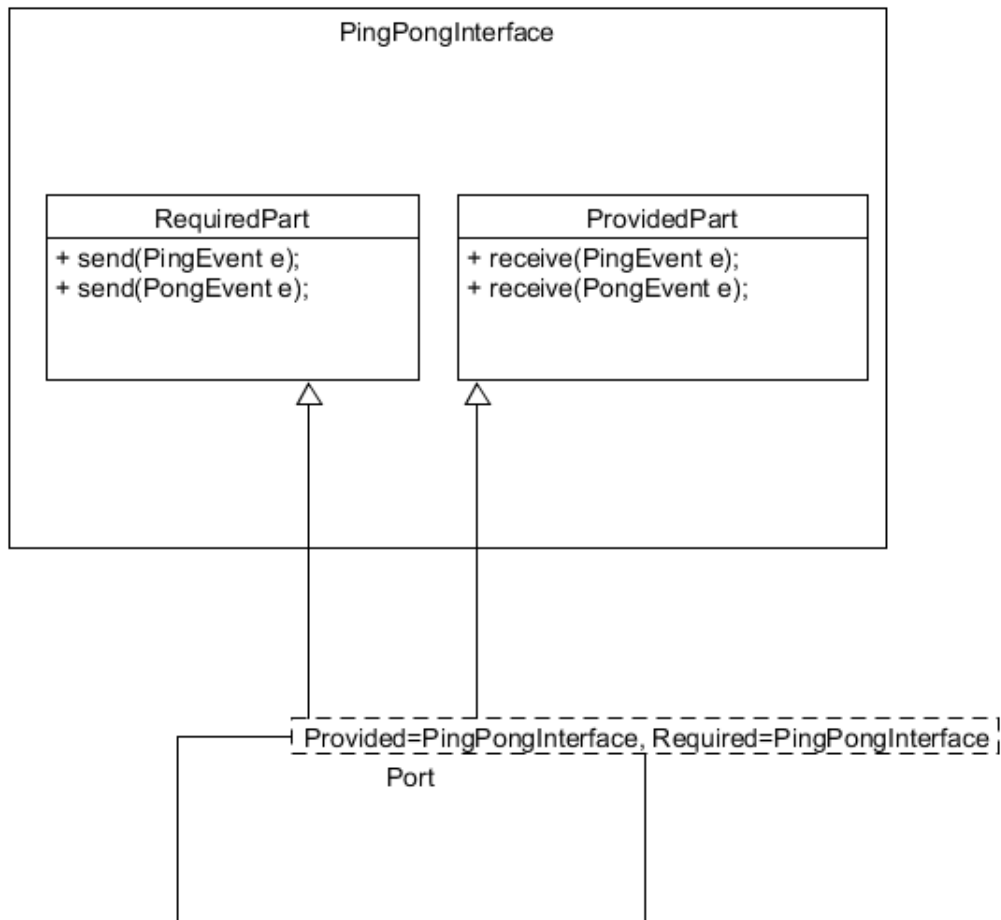 PingPongInterface
RequiredPart
+ send(PingEvent e);
+ send(PongEvent e);
ProvidedPart
+ receive(PingEvent e);
+ receive(PongEvent e);
Provided=PingPongInterface, Required=PingPongInterface
Port